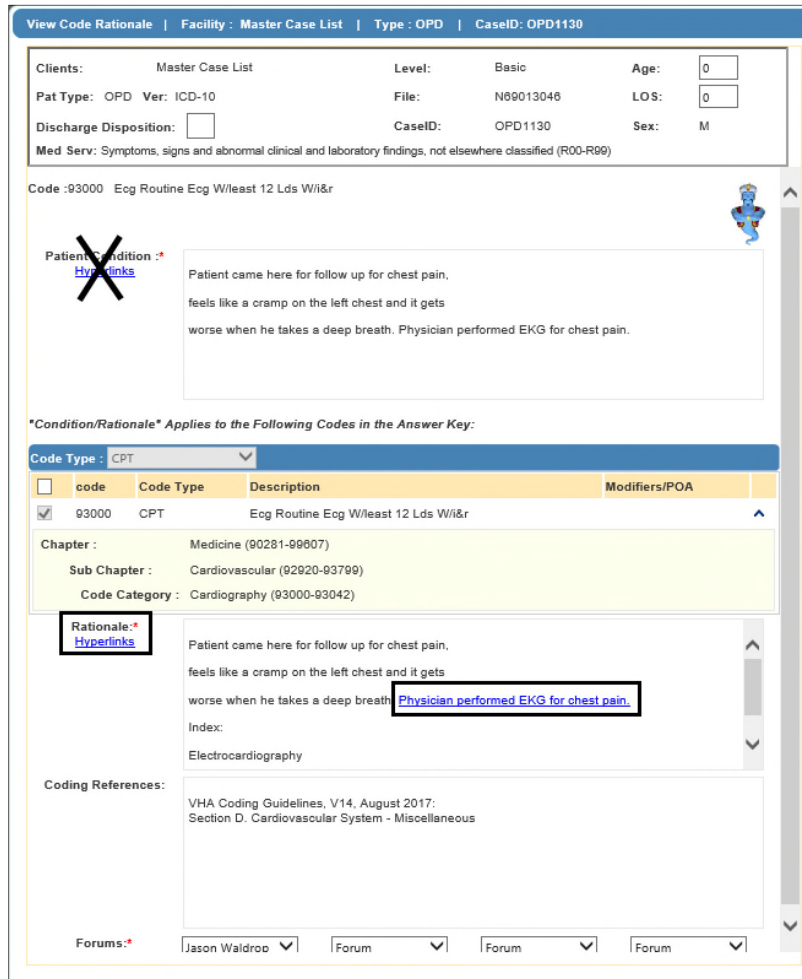 View Code Rationale | Facility : Master Case List | Type : OPD | CaseID: OPD1130
Clients: Master Case List Level: Basic Age: 0
Pat Type: OPD Ver: ICD-10 File: N69013046 LOS: 0
Discharge Disposition: CaseID: OPD1130 Sex: M
Med Serv: Symptoms, signs and abnormal clinical and laboratory findings, not elsewhere classified (R00-R99)
Code :93000 Ecg Routine Ecg W/least 12 Lds W/i&r
Patient Condition :*
Hyperlinks
Patient came here for follow up for chest pain,
feels like a cramp on the left chest and it gets
worse when he takes a deep breath. Physician performed EKG for chest pain.
"Condition/Rationale" Applies to the Following Codes in the Answer Key:
Code Type : CPT
code Code Type Description Modifiers/POA
93000 CPT Ecg Routine Ecg W/least 12 Lds W/i&r
Chapter : Medicine (90281-99607)
Sub Chapter : Cardiovascular (92920-93799)
Code Category : Cardiography (93000-93042)
Rationale:*
Hyperlinks
Patient came here for follow up for chest pain,
feels like a cramp on the left chest and it gets
worse when he takes a deep breath. Physician performed EKG for chest pain.
Index:
Electrocardiography
Coding References:
VHA Coding Guidelines, V14, August 2017:
Section D. Cardiovascular System - Miscellaneous
Forums:* Jason Waldrop Forum Forum Forum